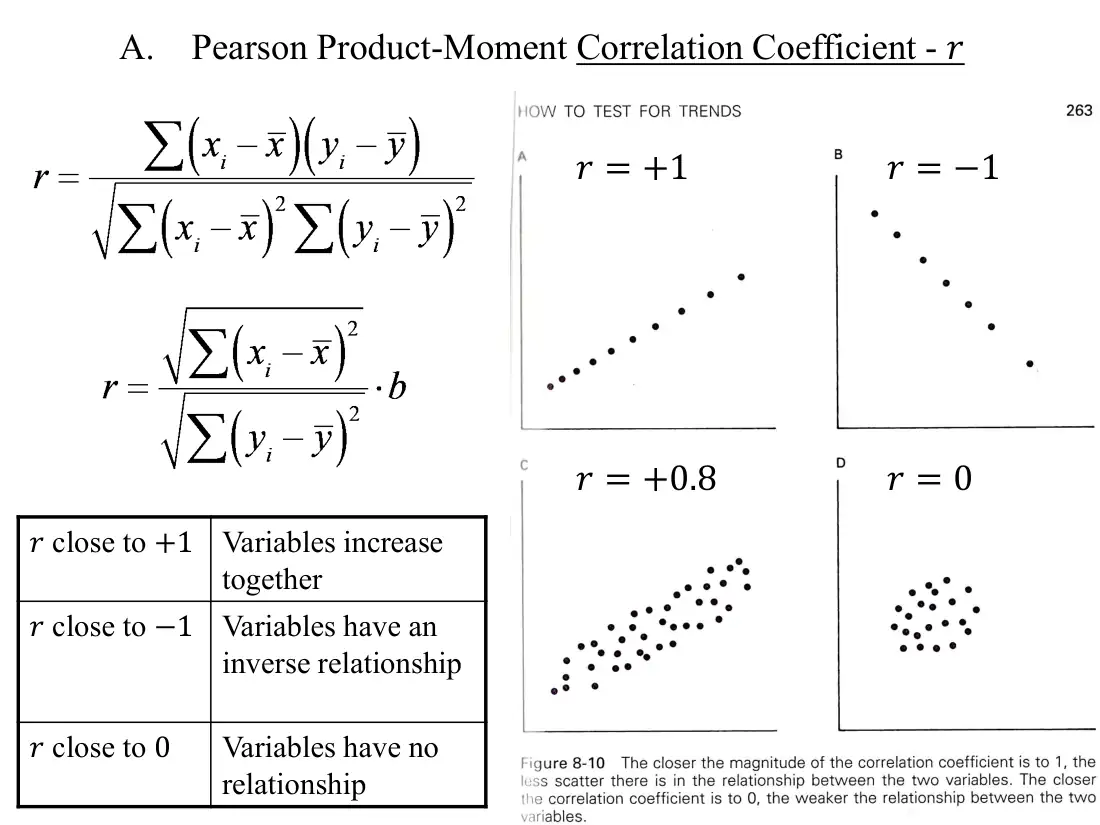 A. Pearson Product-Moment Correlation Coefficient - r
r = ∑(xᵢ − x̄)(yᵢ − ȳ) / √(∑(xᵢ − x̄)² ∑(yᵢ − ȳ)²)
r = √(∑(xᵢ − x̄)²) / √(∑(yᵢ − ȳ)²) · b
r close to +1 Variables increase
together
r close to −1 Variables have an
inverse relationship
r close to 0 Variables have no
relationship
HOW TO TEST FOR TRENDS 263
A r = +1 B r = −1
C r = +0.8 D r = 0
Figure 8-10 The closer the magnitude of the correlation coefficient is to 1, the
less scatter there is in the relationship between the two variables. The closer
the correlation coefficient is to 0, the weaker the relationship between the two
variables.